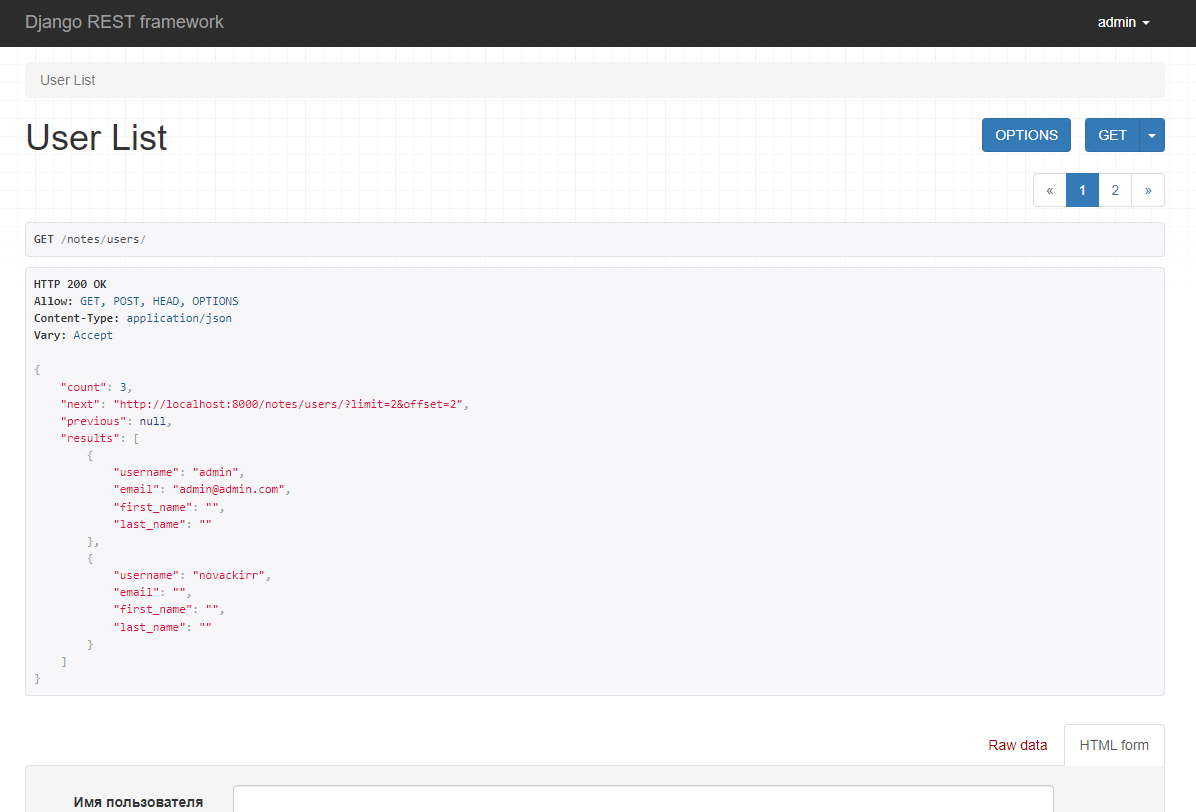 Django REST framework
admin
User List
User List
OPTIONS
GET
« 1 2 »
GET /notes/users/
HTTP 200 OK
Allow: GET, POST, HEAD, OPTIONS
Content-Type: application/json
Vary: Accept
{
    "count": 3,
    "next": "http://localhost:8000/notes/users/?limit=2&offset=2",
    "previous": null,
    "results": [
        {
            "username": "admin",
            "email": "admin@admin.com",
            "first_name": "",
            "last_name": ""
        },
        {
            "username": "novackirr",
            "email": "",
            "first_name": "",
            "last_name": ""
        }
    ]
}
Raw data
HTML form
Имя пользователя